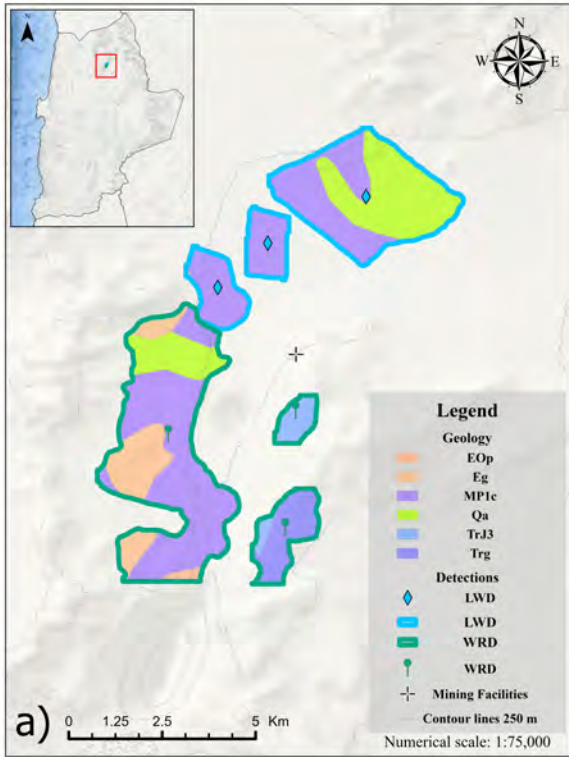 N
N
W E
S
Legend
Geology
EOp
Eg
MP1c
Qa
TrJ3
Trg
Detections
LWD
LWD
WRD
WRD
Mining Facilities
Contour lines 250 m
Numerical scale: 1:75,000
a)
0 1.25 2.5 5 Km